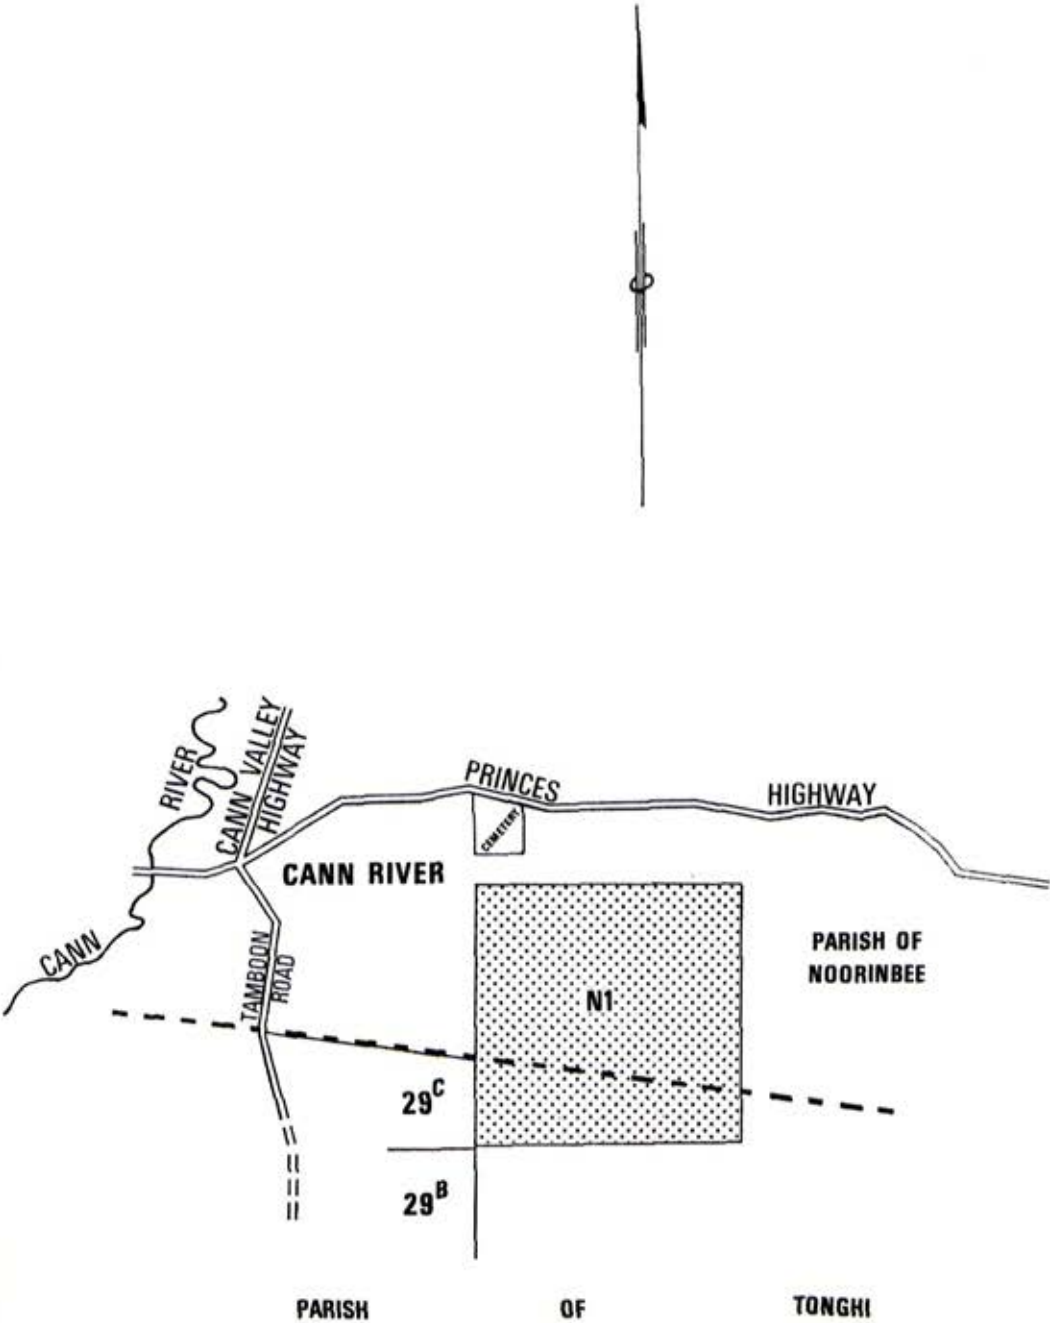 RIVER
CANN VALLEY
HIGHWAY
PRINCES
HIGHWAY
CEMETERY
CANN RIVER
CANN
TAMBOON
ROAD
PARISH OF
NOORINBEE
N1
29C
29B
PARISH OF TONGHI